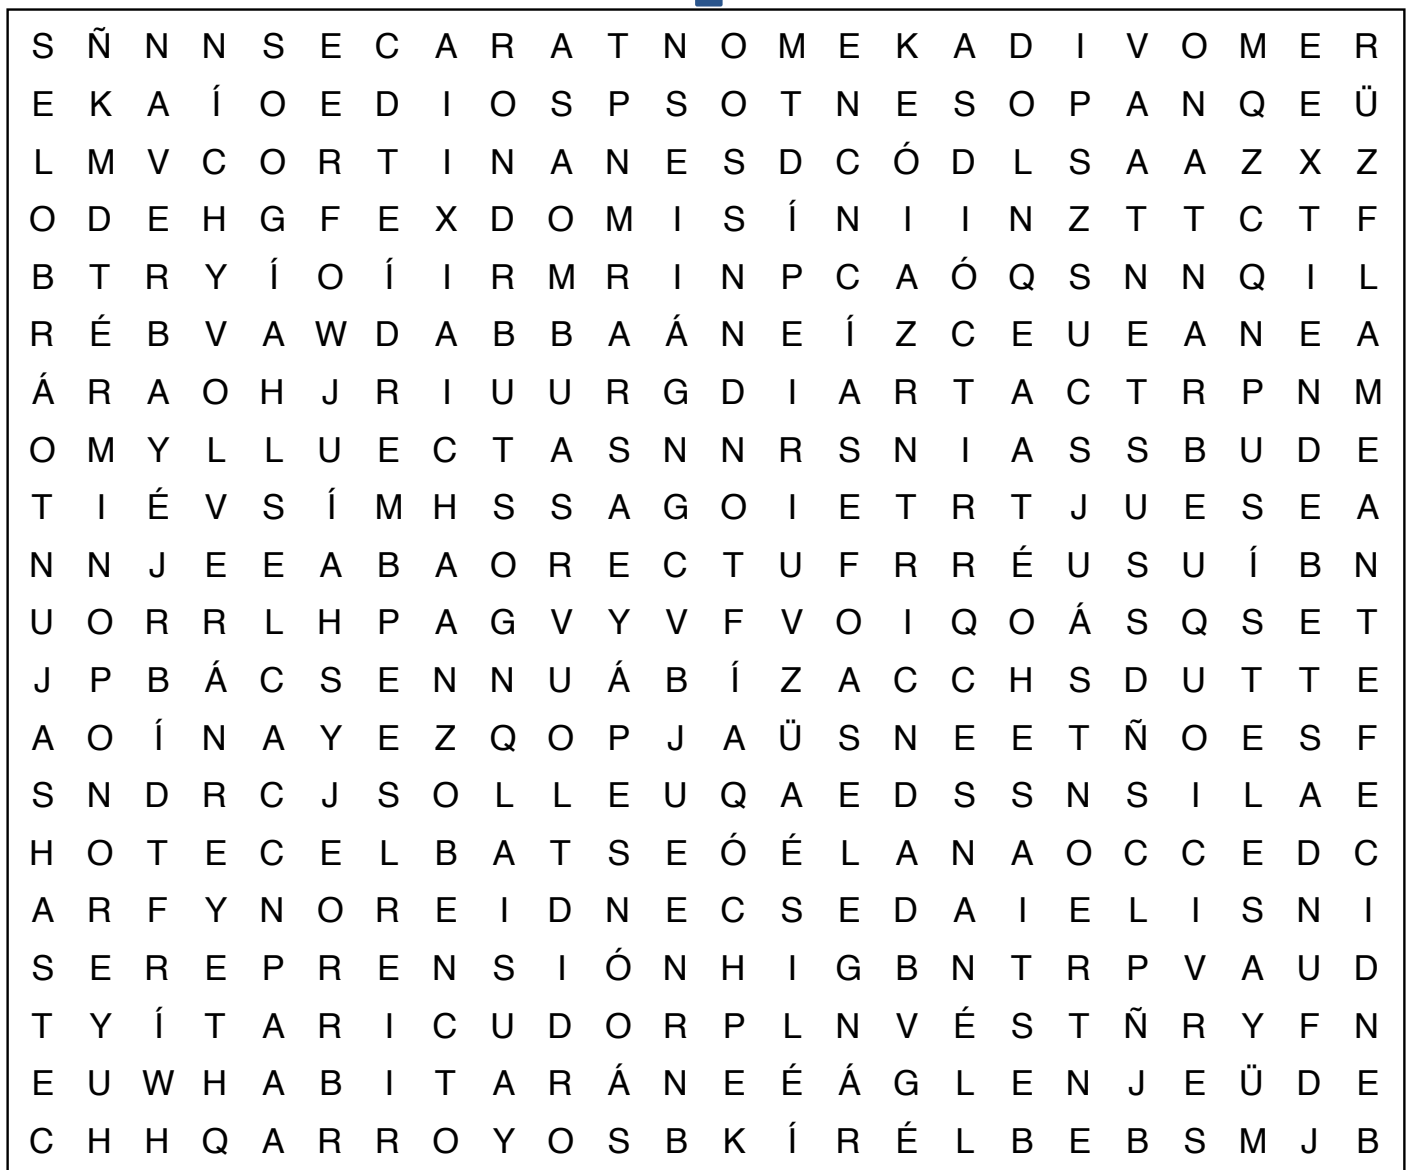 S Ñ N N S E C A R A T N O M E K A D I V O M E R
E K A Í O E D I O S P S O T N E S O P A N Q E Ü
L M V C O R T I N A N E S D C Ó D L S A A Z X Z
O D E H G F E X D O M I S Í N I I N Z T T C T F
B T R Y Í O Í I R M R I N P C A Ó Q S N N Q I L
R É B V A W D A B B A Á N E Í Z C E U E A N E A
Á R A O H J R I U U R G D I A R T A C T R P N M
O M Y L L U E C T A S N N R S N I A S S B U D E
T I É V S Í M H S S A G O I E T R T J U E S E A
N N J E E A B A O R E C T U F R R É U S U Í B N
U O R R L H P A G V Y V F V O I Q O Á S Q S E T
J P B Á C S E N N U Á B Í Z A C C H S D U T T E
A O Í N A Y E Z Q O P J A Ü S N E E T Ñ O E S F
S N D R C J S O L L E U Q A E D S S N S I L A E
H O T E C E L B A T S E Ó É L A N A O C C E D C
A R F Y N O R E I D N E C S E D A I E L I S N I
S E R E P R E N S I Ó N H I G B N T R P V A U D
T Y Í T A R I C U D O R P L N V É S T Ñ R Y F N
E U W H A B I T A R Á N E É Á G L E N J E Ü D E
C H H Q A R R O Y O S B K Í R É L B E B S M J B